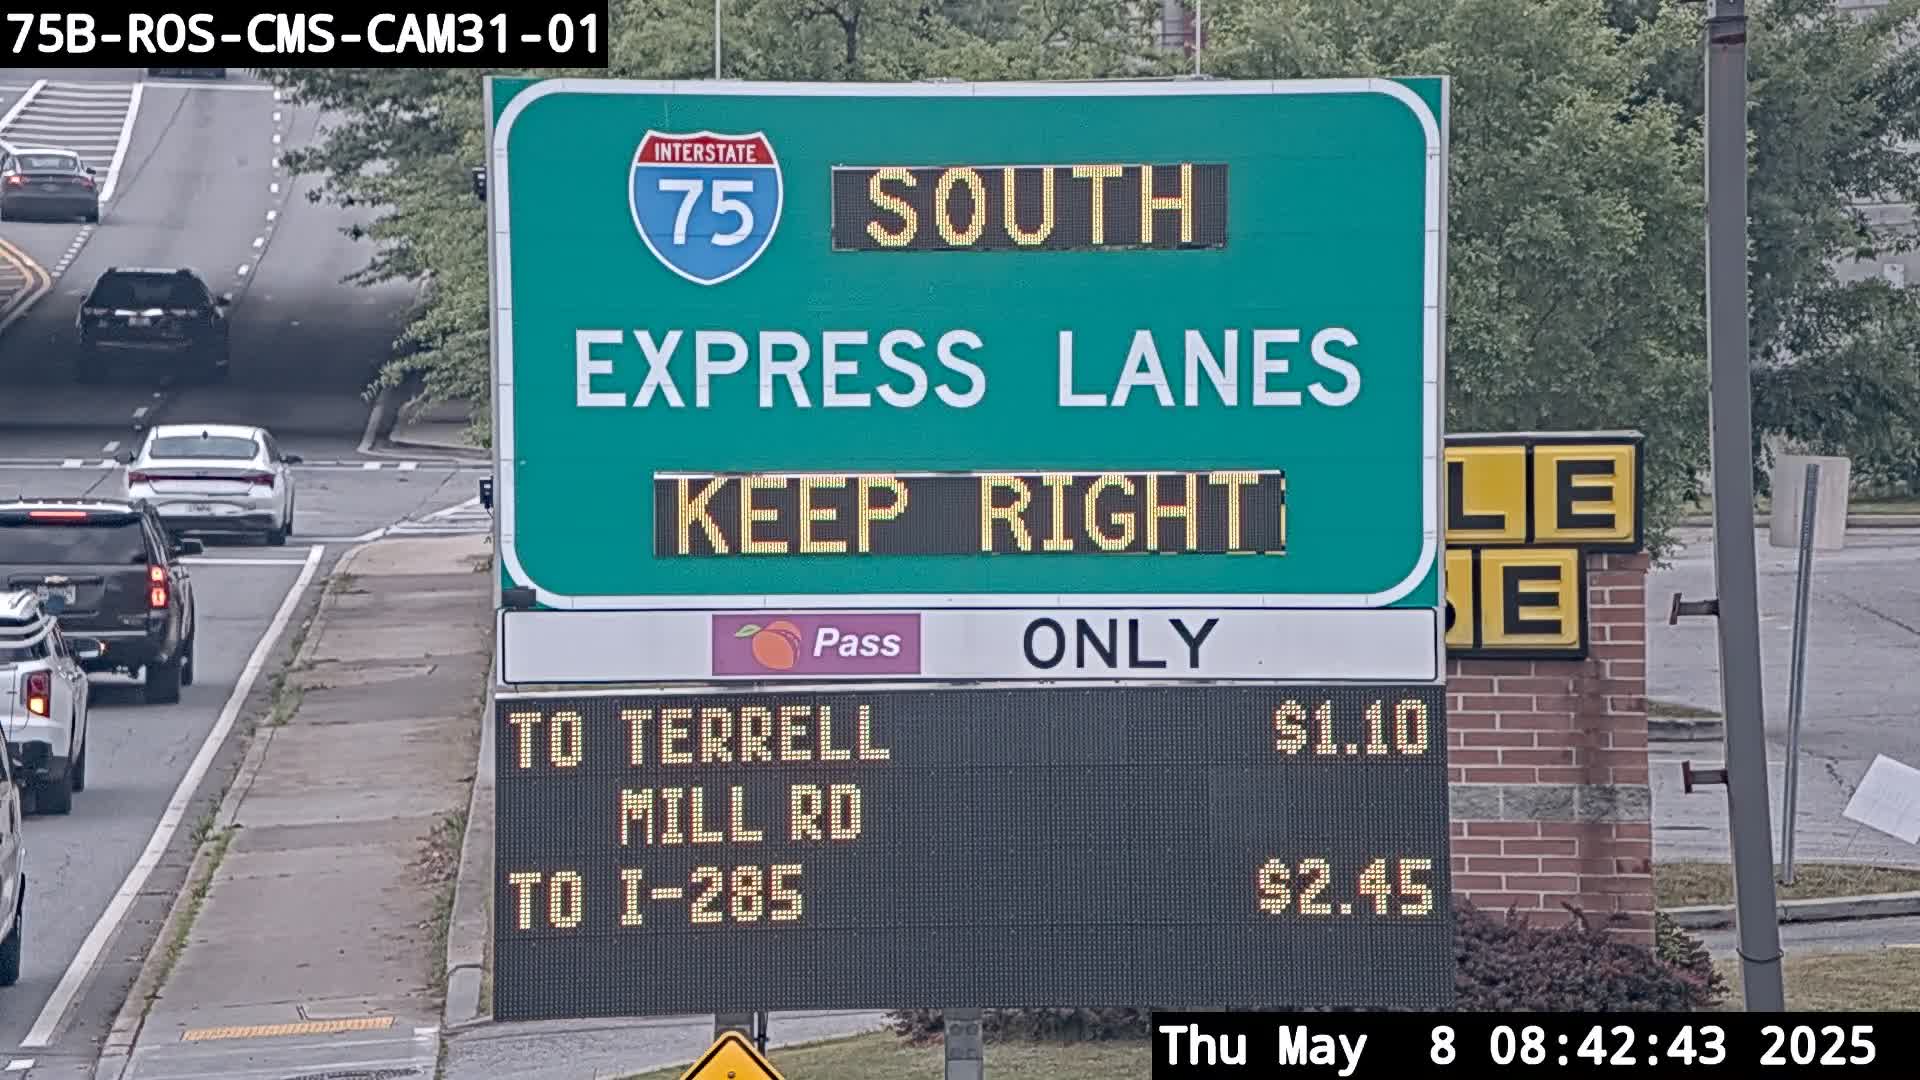 75B-ROS-CMS-CAM31-01
INTERSTATE
75
SOUTH
EXPRESS LANES
KEEP RIGHT
LE
E
Pass ONLY
TO TERRELL $1.10
MILL RD
TO I-285 $2.45
Thu May 8 08:42:43 2025